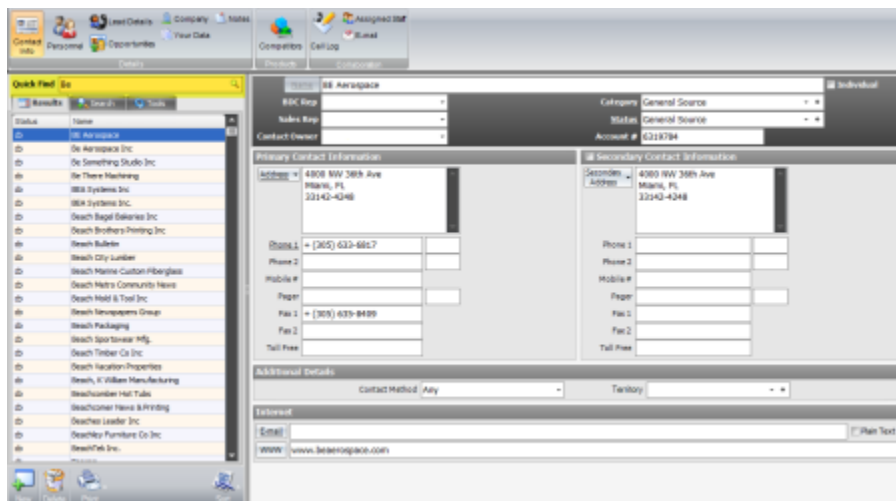 Contact Info
Personnel
Lead Details
Opportunities
Company
Notes
Your Data
Details
Competitors
Products
Call Log
Assigned Staff
E-mail
Collaboration
Quick Find Be
Results Search Tools
Status Name
BE Aerospace
Be Aerospace Inc
Be Something Studio Inc
Be There Machining
BEA Systems Inc
BEA Systems Inc.
Beach Bagel Bakeries Inc
Beach Brothers Printing Inc
Beach Bulletin
Beach City Lumber
Beach Marine Custom Fiberglass
Beach Metro Community News
Beach Mold & Tool Inc
Beach Newspapers Group
Beach Packaging
Beach Sportswear Mfg.
Beach Timber Co Inc
Beach Vacation Properties
Beach, K William Manufacturing
Beachcomber Hot Tubs
Beachcomer News & Printing
Beaches Leader Inc
Beachley Furniture Co Inc
BeachTek Inc.
New Delete Print
Name BE Aerospace Individual
BDC Rep
Category General Source
Sales Rep
Status General Source
Contact Owner
Account # 6319784
Primary Contact Information
Address 4000 NW 36th Ave
Miami, FL
33142-4248
Phone 1 + (305) 633-6817
Phone 2
Mobile #
Pager
Fax 1 + (305) 635-8409
Fax 2
Toll Free
Secondary Contact Information
Secondary Address 4000 NW 36th Ave
Miami, FL
33142-4248
Phone 1
Phone 2
Mobile #
Pager
Fax 1
Fax 2
Toll Free
Additional Details
Contact Method Any Territory
Internet
E-mail Plain Text
WWW www.beaerospace.com